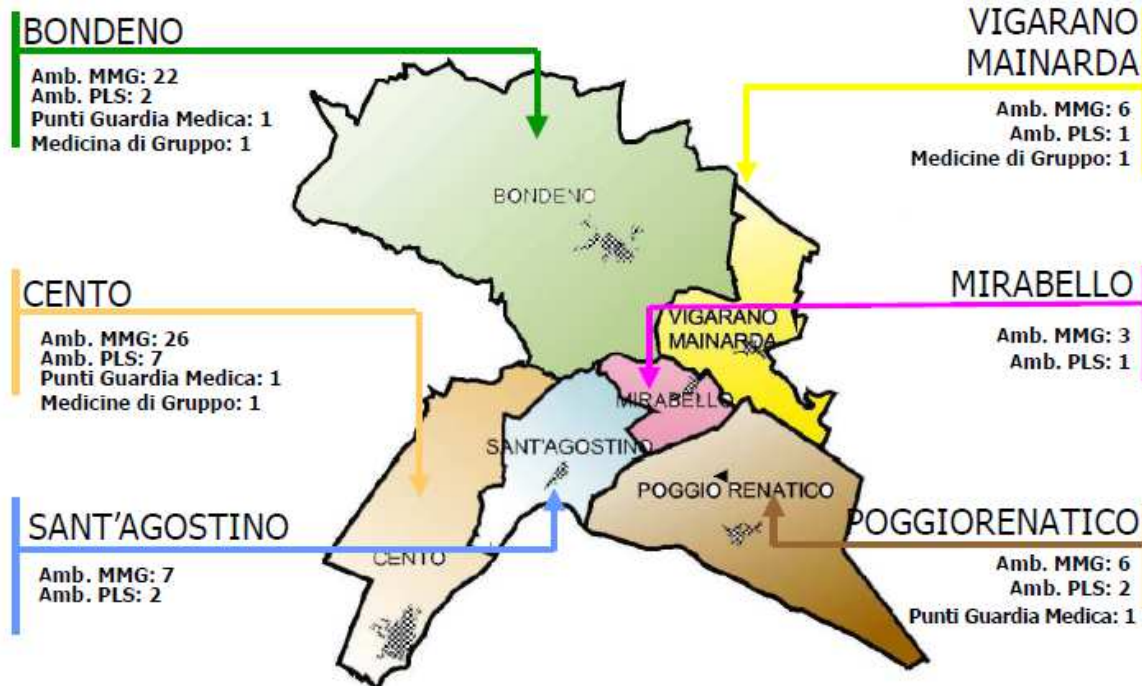 BONDENO
Amb. MMG: 22
Amb. PLS: 2
Punti Guardia Medica: 1
Medicina di Gruppo: 1
VIGARANO
MAINARDA
Amb. MMG: 6
Amb. PLS: 1
Medicine di Gruppo: 1
CENTO
Amb. MMG: 26
Amb. PLS: 7
Punti Guardia Medica: 1
Medicine di Gruppo: 1
MIRABELLO
Amb. MMG: 3
Amb. PLS: 1
SANT'AGOSTINO
Amb. MMG: 7
Amb. PLS: 2
POGGIORENATICO
Amb. MMG: 6
Amb. PLS: 2
Punti Guardia Medica: 1
BONDENO
VIGARANO
MAINARDA
MIRABELLO
SANT'AGOSTINO
POGGIO RENATICO
CENTO